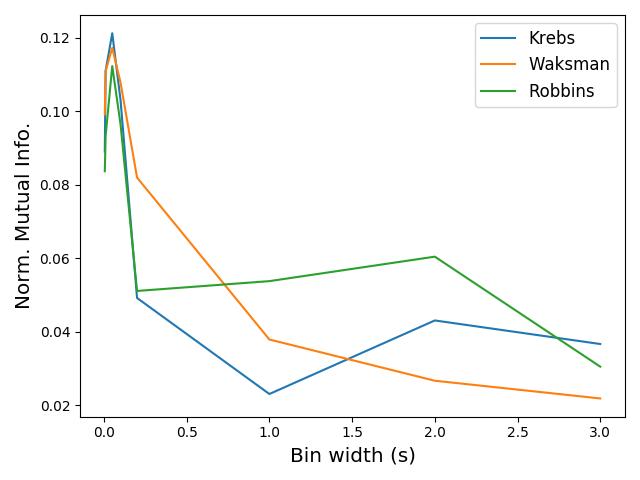 Norm. Mutual Info.
0.12
0.10
0.08
0.06
0.04
0.02
Krebs
Waksman
Robbins
0.0 0.5 1.0 1.5 2.0 2.5 3.0
Bin width (s)